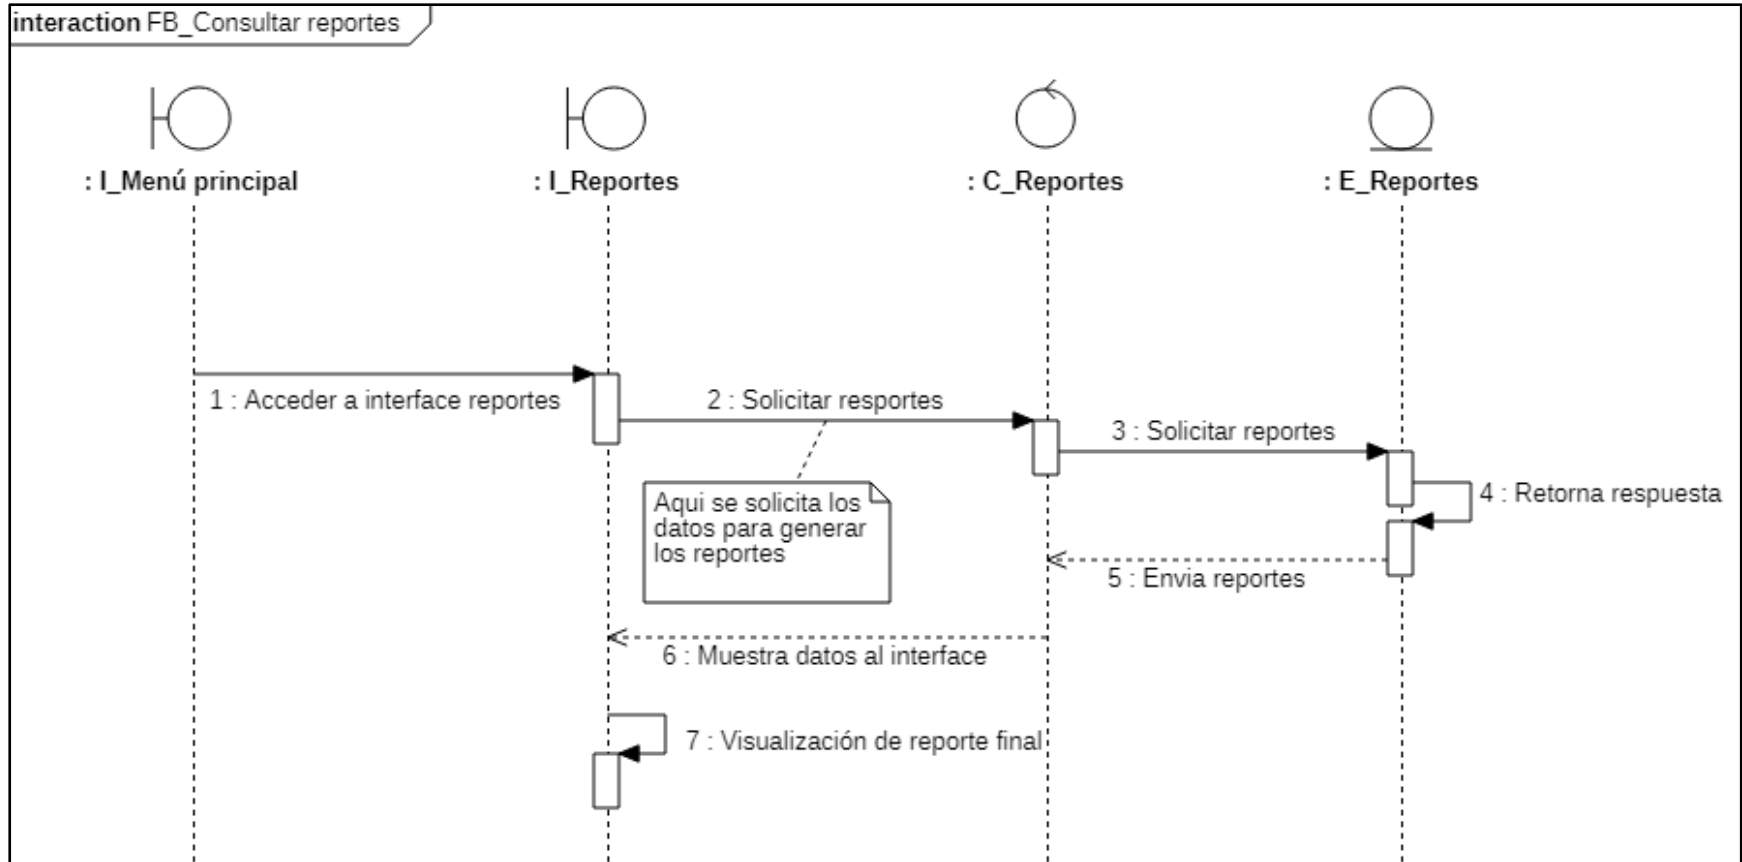 interaction FB_Consultar reportes
: I_Menú principal
: I_Reportes
: C_Reportes
: E_Reportes
1 : Acceder a interface reportes
2 : Solicitar resportes
3 : Solicitar reportes
4 : Retorna respuesta
Aqui se solicita los
datos para generar
los reportes
5 : Envia reportes
6 : Muestra datos al interface
7 : Visualización de reporte final